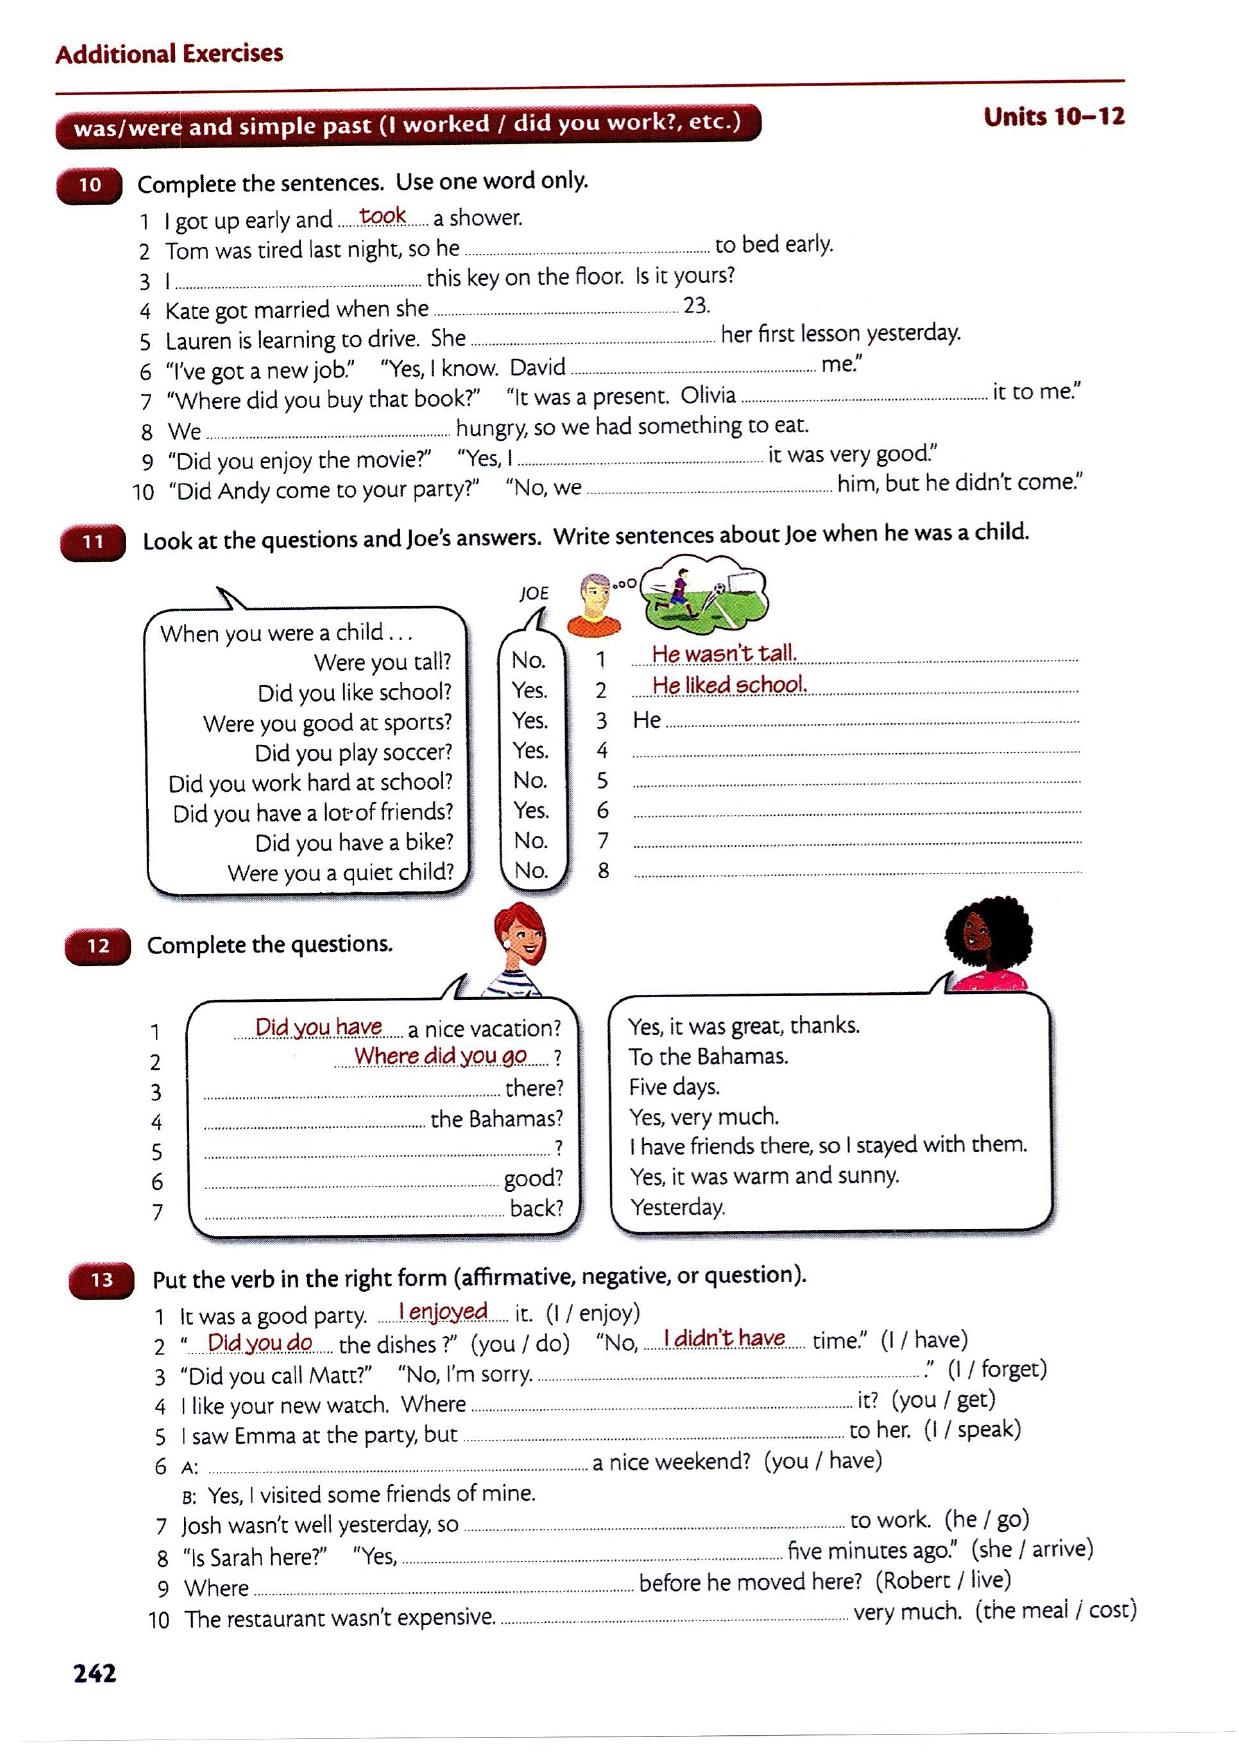 Additional Exercises
was/were and simple past (I worked / did you work?, etc.)
Units 10–12
10 Complete the sentences. Use one word only.
1 I got up early and took a shower.
2 Tom was tired last night, so he to bed early.
3 I this key on the floor. Is it yours?
4 Kate got married when she 23.
5 Lauren is learning to drive. She her first lesson yesterday.
6 "I've got a new job." "Yes, I know. David me."
7 "Where did you buy that book?" "It was a present. Olivia it to me."
8 We hungry, so we had something to eat.
9 "Did you enjoy the movie?" "Yes, I it was very good."
10 "Did Andy come to your party?" "No, we him, but he didn't come."
11 Look at the questions and Joe's answers. Write sentences about Joe when he was a child.
JOE
When you were a child . . .
Were you tall? No. 1 He wasn't tall.
Did you like school? Yes. 2 He liked school.
Were you good at sports? Yes. 3 He
Did you play soccer? Yes. 4
Did you work hard at school? No. 5
Did you have a lot of friends? Yes. 6
Did you have a bike? No. 7
Were you a quiet child? No. 8
12 Complete the questions.
1 Did you have a nice vacation? Yes, it was great, thanks.
2 Where did you go ? To the Bahamas.
3 there? Five days.
4 the Bahamas? Yes, very much.
5 ? I have friends there, so I stayed with them.
6 good? Yes, it was warm and sunny.
7 back? Yesterday.
13 Put the verb in the right form (affirmative, negative, or question).
1 It was a good party. I enjoyed it. (I / enjoy)
2 "Did you do the dishes ?" (you / do) "No, I didn't have time." (I / have)
3 "Did you call Matt?" "No, I'm sorry. ." (I / forget)
4 I like your new watch. Where it? (you / get)
5 I saw Emma at the party, but to her. (I / speak)
6 A: a nice weekend? (you / have)
B: Yes, I visited some friends of mine.
7 Josh wasn't well yesterday, so to work. (he / go)
8 "Is Sarah here?" "Yes, five minutes ago." (she / arrive)
9 Where before he moved here? (Robert / live)
10 The restaurant wasn't expensive. very much. (the meal / cost)
242